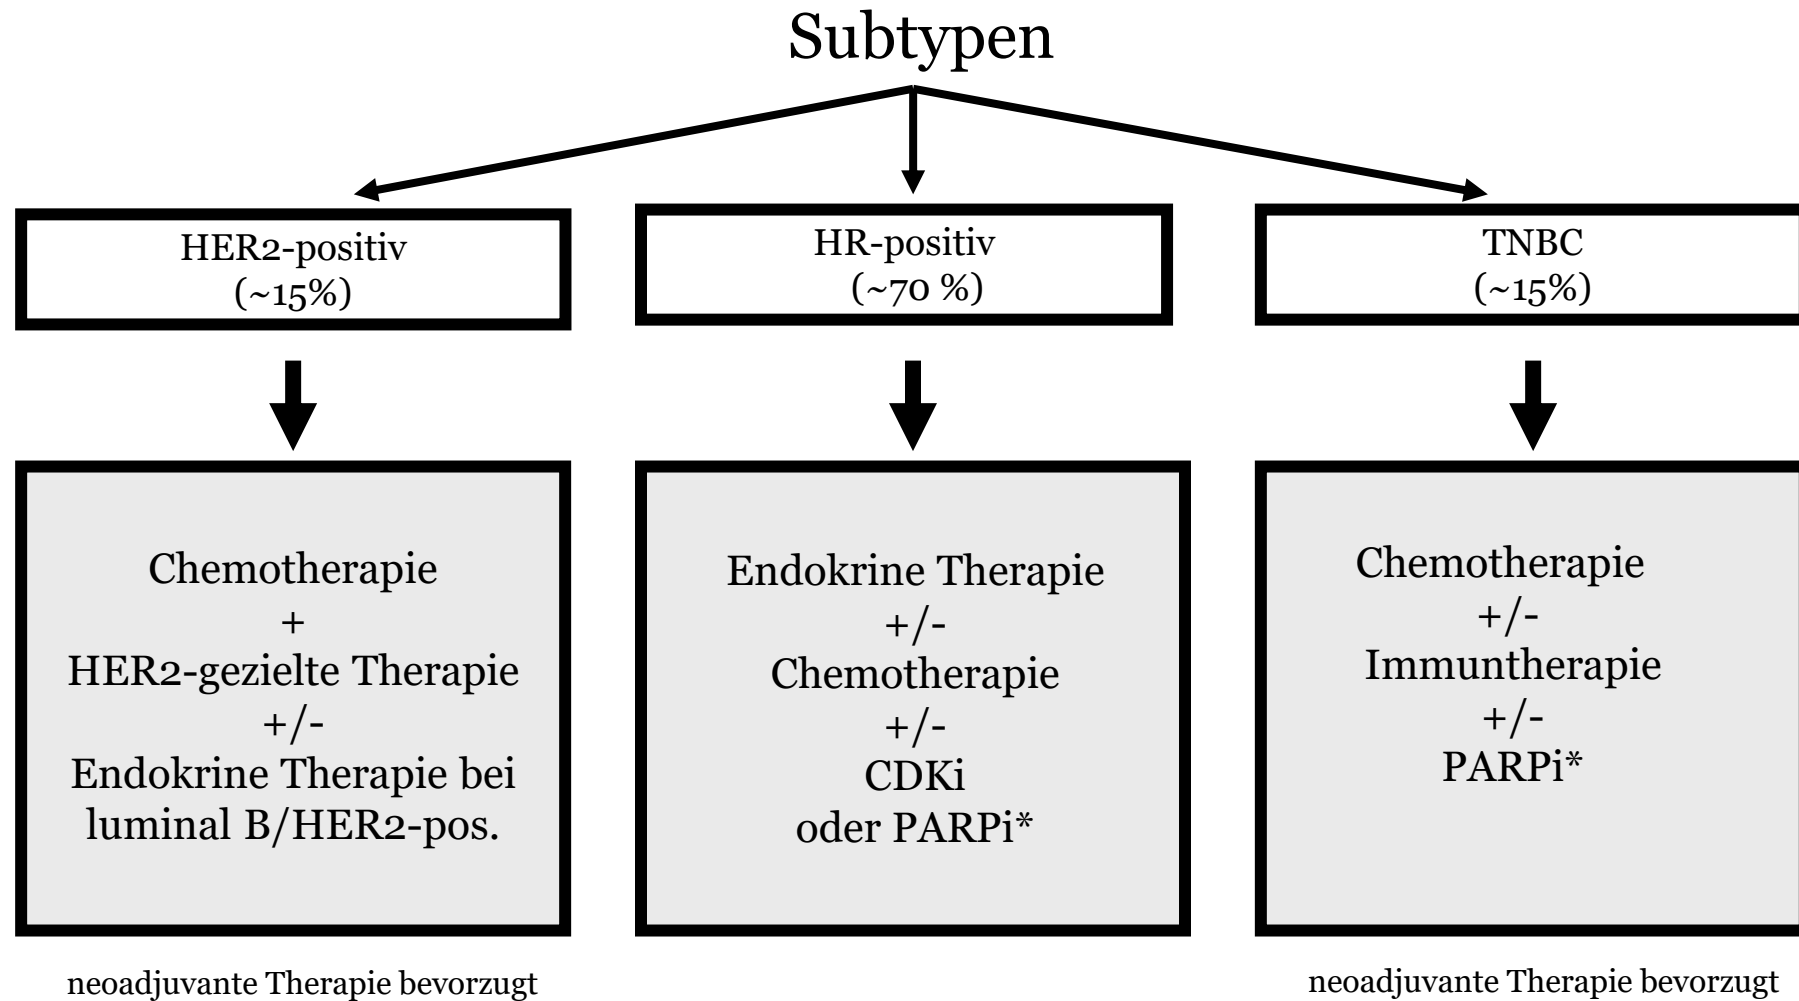 Subtypen
HER2-positiv
(~15%)
HR-positiv
(~70 %)
TNBC
(~15%)
Chemotherapie
+
HER2-gezielte Therapie
+/-
Endokrine Therapie bei
luminal B/HER2-pos.
Endokrine Therapie
+/-
Chemotherapie
+/-
CDKi
oder PARPi*
Chemotherapie
+/-
Immuntherapie
+/-
PARPi*
neoadjuvante Therapie bevorzugt
neoadjuvante Therapie bevorzugt